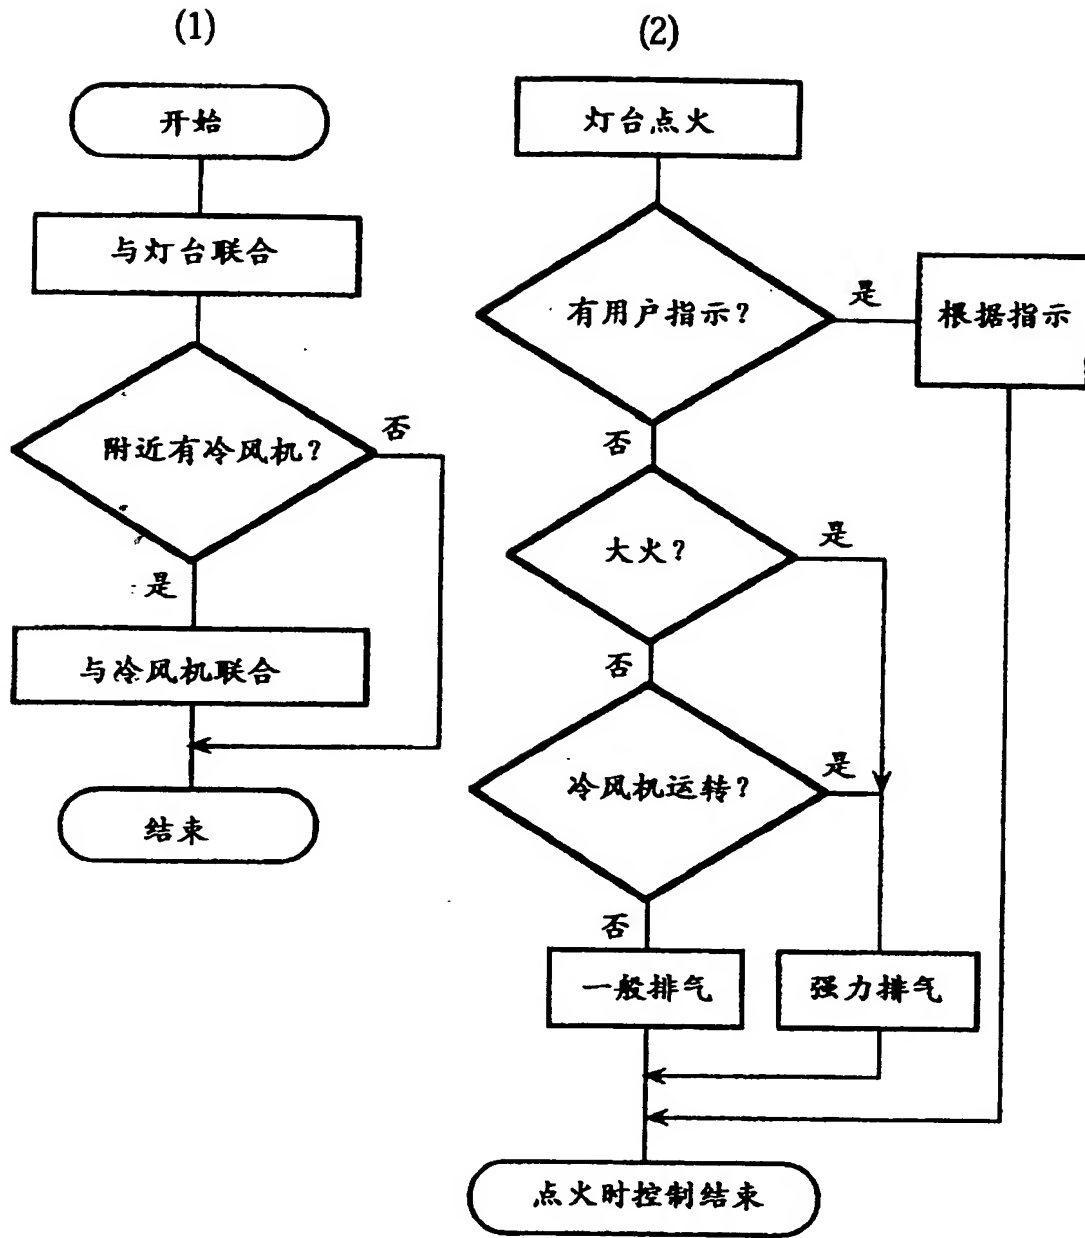 (1)
开始
与灯台联合
附近有冷风机？
否
是
与冷风机联合
结束
(2)
灯台点火
有用户指示？
是
根据指示
否
大火？
是
否
冷风机运转？
是
否
一般排气
强力排气
点火时控制结束